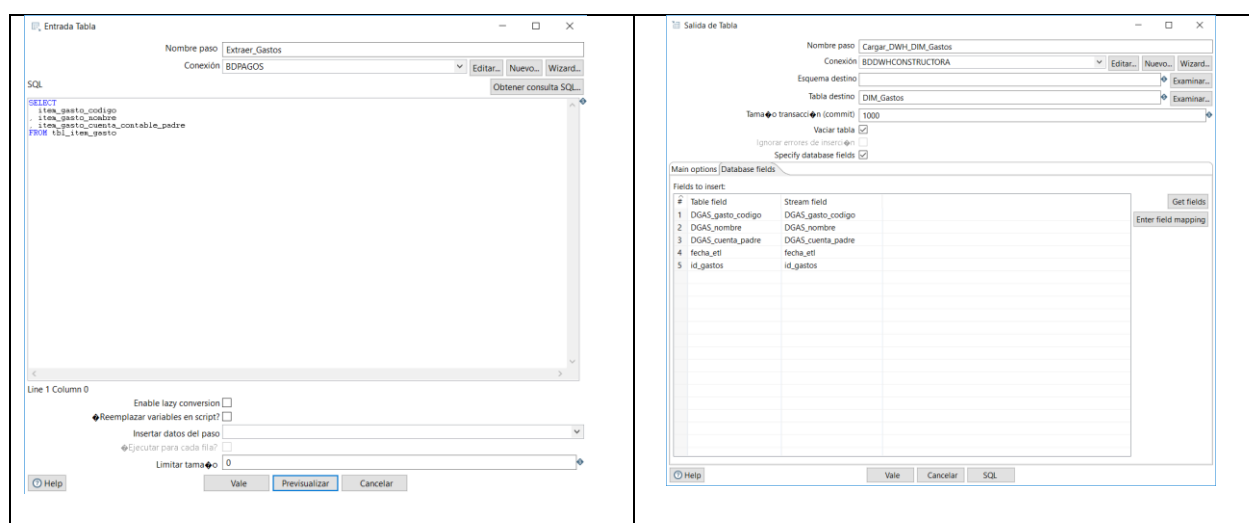 Entrada Tabla
Nombre paso Extraer_Gastos
Conexión BDPAGOS Editar... Nuevo... Wizard...
SQL Obtener consulta SQL...
SELECT
item_gasto_codigo
, item_gasto_nombre
, item_gasto_cuenta_contable_padre
FROM tbl_item_gasto
Line 1 Column 0
Enable lazy conversion
�Reemplazar variables en script?
Insertar datos del paso
�Ejecutar para cada fila?
Limitar tama�o 0
Help Vale Previsualizar Cancelar
Salida de Tabla
Nombre paso Cargar_DWH_DIM_Gastos
Conexión BDDWHCONSTRUCTORA Editar... Nuevo... Wizard...
Esquema destino Examinar...
Tabla destino DIM_Gastos Examinar...
Tama�o transacci�n (commit) 1000
Vaciar tabla
Ignorar errores de inserci�n
Specify database fields
Main options Database fields
Fields to insert:
# Table field Stream field Get fields
1 DGAS_gasto_codigo DGAS_gasto_codigo Enter field mapping
2 DGAS_nombre DGAS_nombre
3 DGAS_cuenta_padre DGAS_cuenta_padre
4 fecha_etl fecha_etl
5 id_gastos id_gastos
Help Vale Cancelar SQL